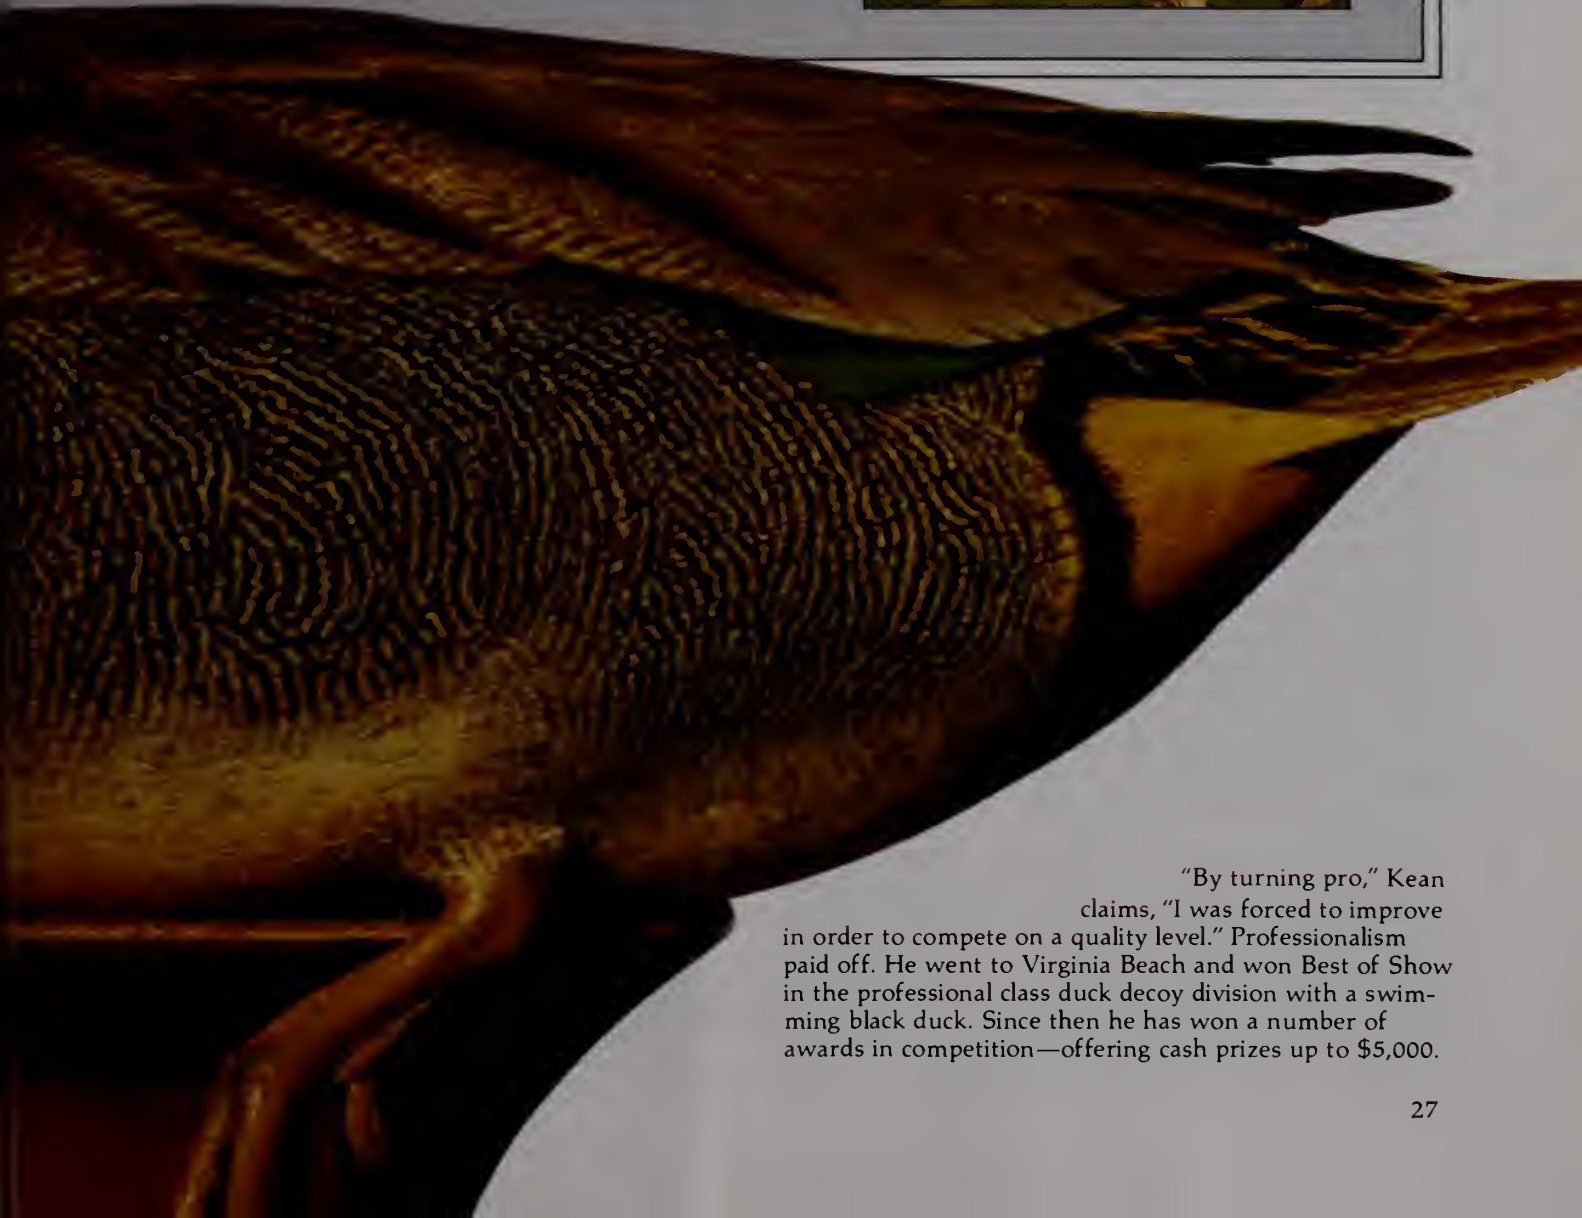 "By turning pro," Kean
claims, "I was forced to improve
in order to compete on a quality level." Professionalism
paid off. He went to Virginia Beach and won Best of Show
in the professional class duck decoy division with a swim-
ming black duck. Since then he has won a number of
awards in competition—offering cash prizes up to $5,000.
27